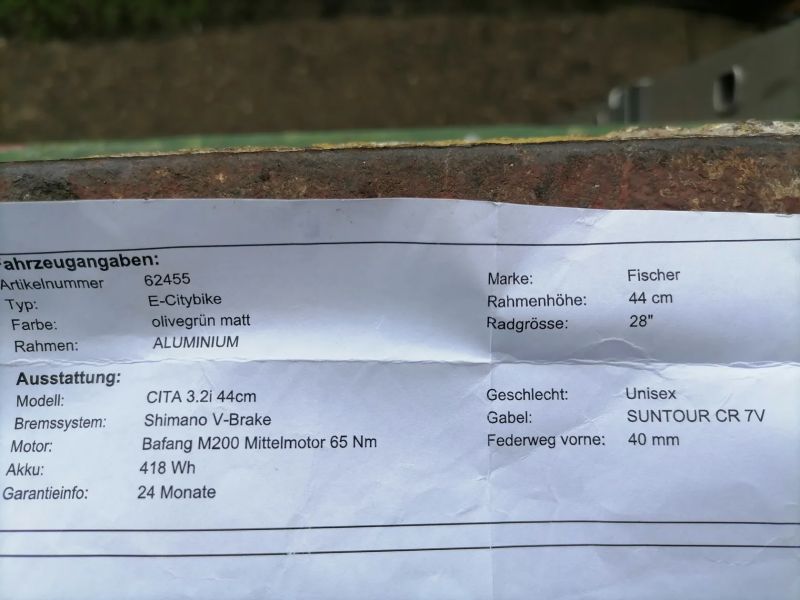 Fahrzeugangaben:
Artikelnummer 62455 Marke: Fischer
Typ: E-Citybike Rahmenhöhe: 44 cm
Farbe: olivegrün matt Radgrösse: 28"
Rahmen: ALUMINIUM
Ausstattung:
Modell: CITA 3.2i 44cm Geschlecht: Unisex
Bremssystem: Shimano V-Brake Gabel: SUNTOUR CR 7V
Motor: Bafang M200 Mittelmotor 65 Nm Federweg vorne: 40 mm
Akku: 418 Wh
Garantieinfo: 24 Monate